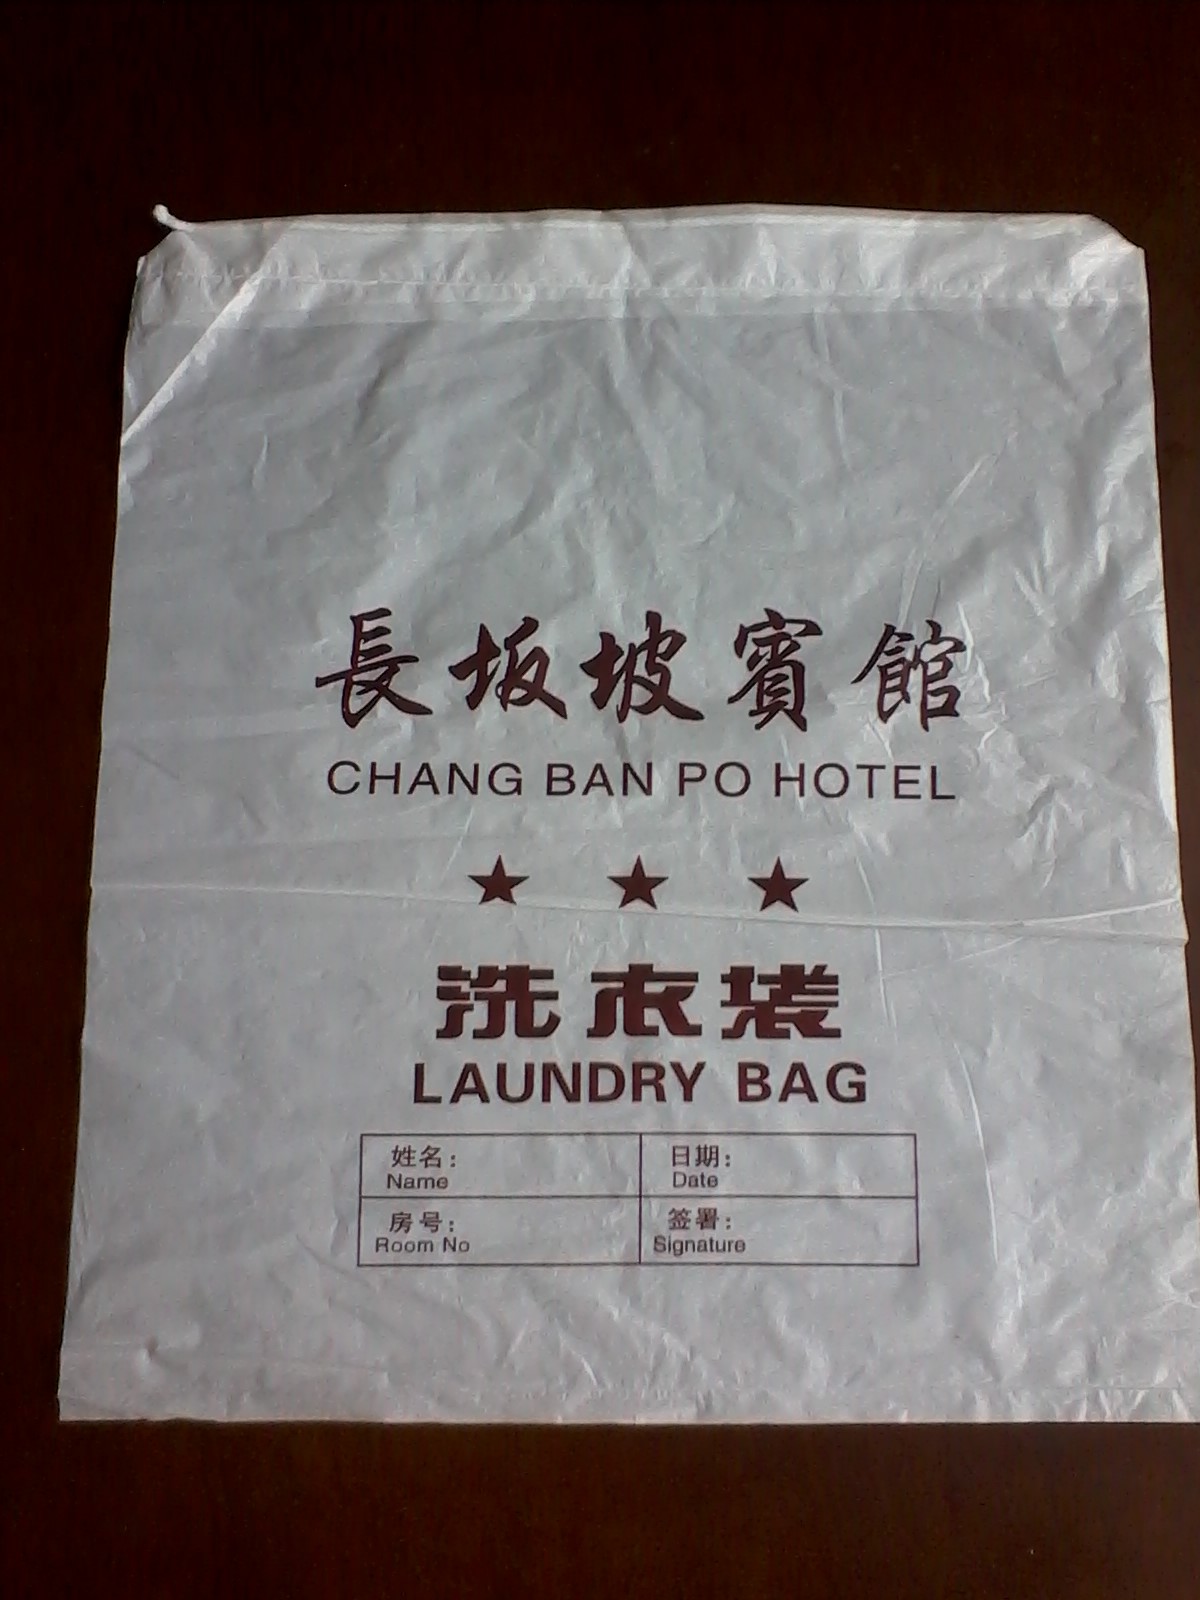 長坂坡賓館
CHANG BAN PO HOTEL
★ ★ ★
洗衣袋
LAUNDRY BAG
姓名： 日期：
Name Date
房号： 签署：
Room No Signature